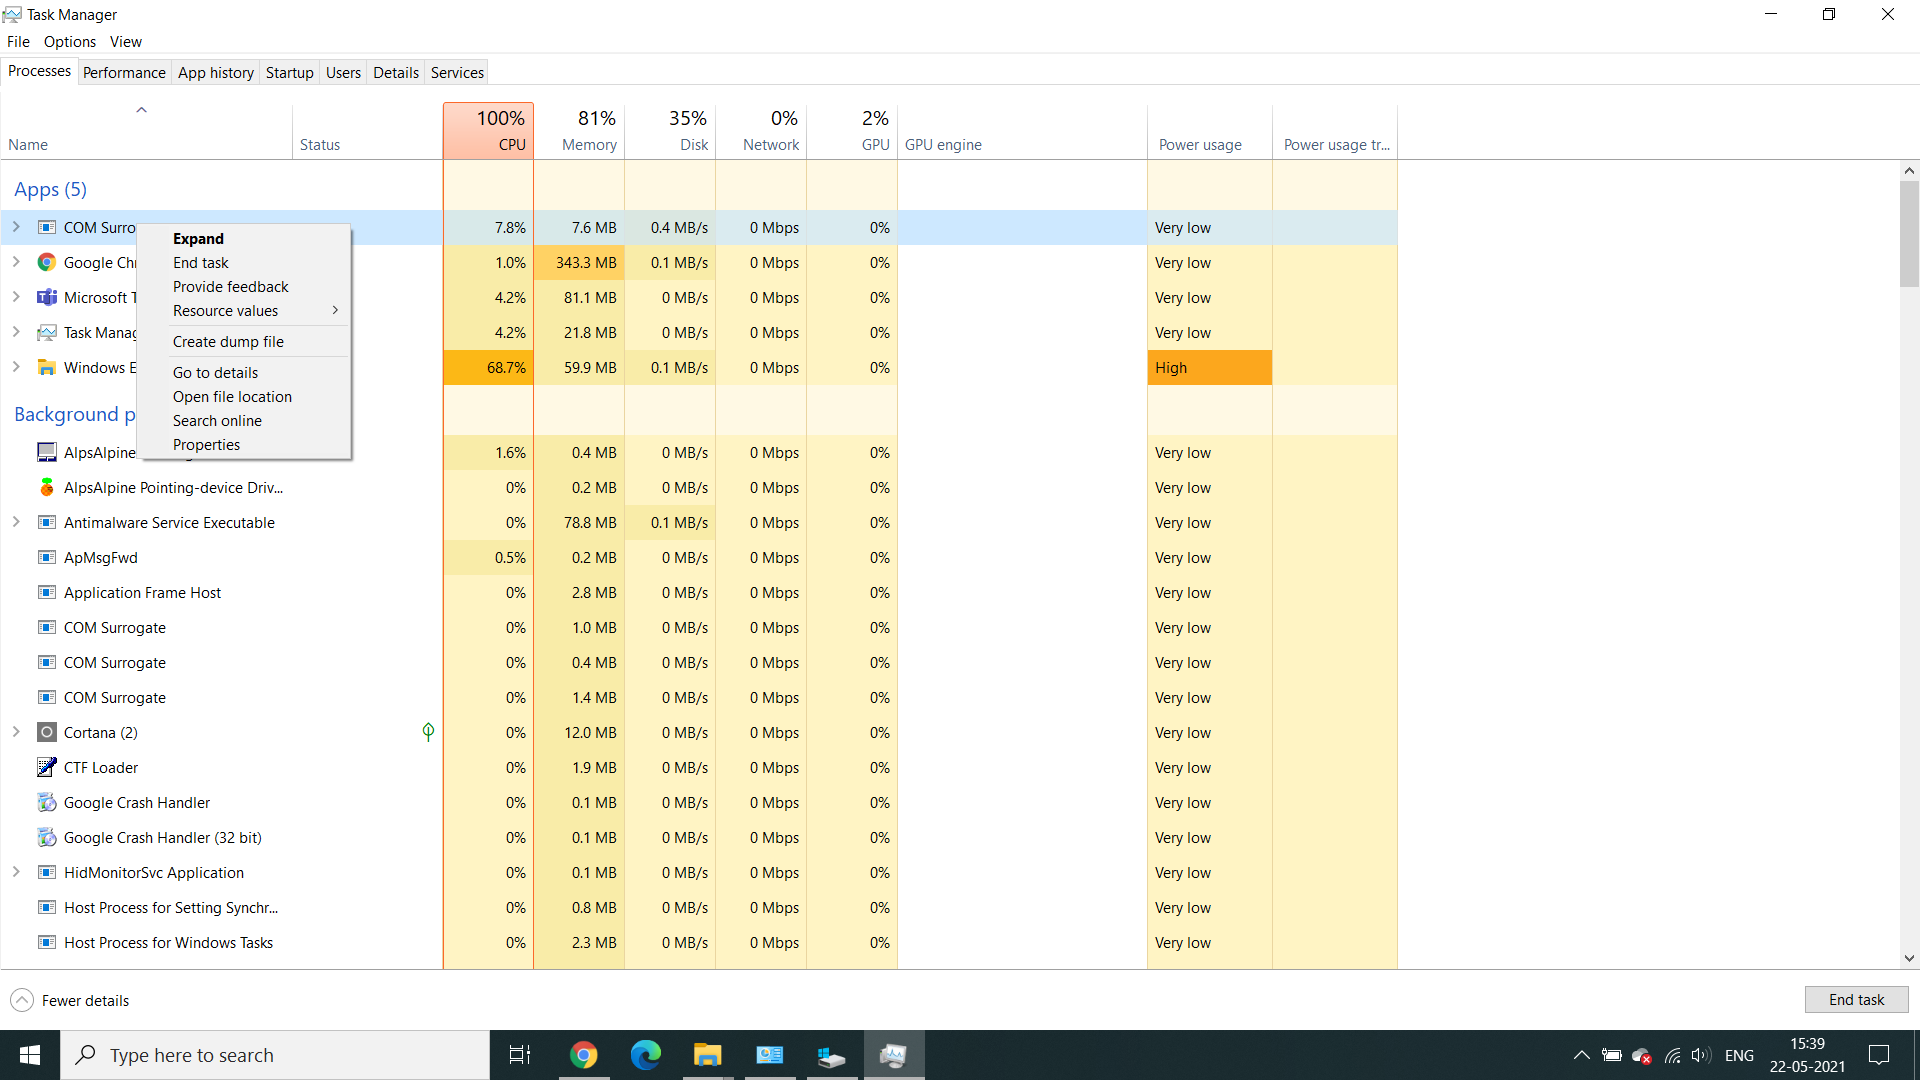 Task Manager
File Options View
Processes Performance App history Startup Users Details Services
100% 81% 35% 0% 2%
Name Status CPU Memory Disk Network GPU GPU engine Power usage Power usage tr...
Apps (5)
COM Surro 7.8% 7.6 MB 0.4 MB/s 0 Mbps 0% Very low
Expand
End task
Google Chr 1.0% 343.3 MB 0.1 MB/s 0 Mbps 0% Very low
Provide feedback
Microsoft T 4.2% 81.1 MB 0 MB/s 0 Mbps 0% Very low
Resource values
Task Manag 4.2% 21.8 MB 0 MB/s 0 Mbps 0% Very low
Create dump file
Windows E 68.7% 59.9 MB 0.1 MB/s 0 Mbps 0% High
Go to details
Open file location
Background p
Search online
Properties
AlpsAlpine 1.6% 0.4 MB 0 MB/s 0 Mbps 0% Very low
AlpsAlpine Pointing-device Driv... 0% 0.2 MB 0 MB/s 0 Mbps 0% Very low
Antimalware Service Executable 0% 78.8 MB 0.1 MB/s 0 Mbps 0% Very low
ApMsgFwd 0.5% 0.2 MB 0 MB/s 0 Mbps 0% Very low
Application Frame Host 0% 2.8 MB 0 MB/s 0 Mbps 0% Very low
COM Surrogate 0% 1.0 MB 0 MB/s 0 Mbps 0% Very low
COM Surrogate 0% 0.4 MB 0 MB/s 0 Mbps 0% Very low
COM Surrogate 0% 1.4 MB 0 MB/s 0 Mbps 0% Very low
Cortana (2) 0% 12.0 MB 0 MB/s 0 Mbps 0% Very low
CTF Loader 0% 1.9 MB 0 MB/s 0 Mbps 0% Very low
Google Crash Handler 0% 0.1 MB 0 MB/s 0 Mbps 0% Very low
Google Crash Handler (32 bit) 0% 0.1 MB 0 MB/s 0 Mbps 0% Very low
HidMonitorSvc Application 0% 0.1 MB 0 MB/s 0 Mbps 0% Very low
Host Process for Setting Synchr... 0% 0.8 MB 0 MB/s 0 Mbps 0% Very low
Host Process for Windows Tasks 0% 2.3 MB 0 MB/s 0 Mbps 0% Very low
Fewer details End task
Type here to search ENG 15:39
22-05-2021